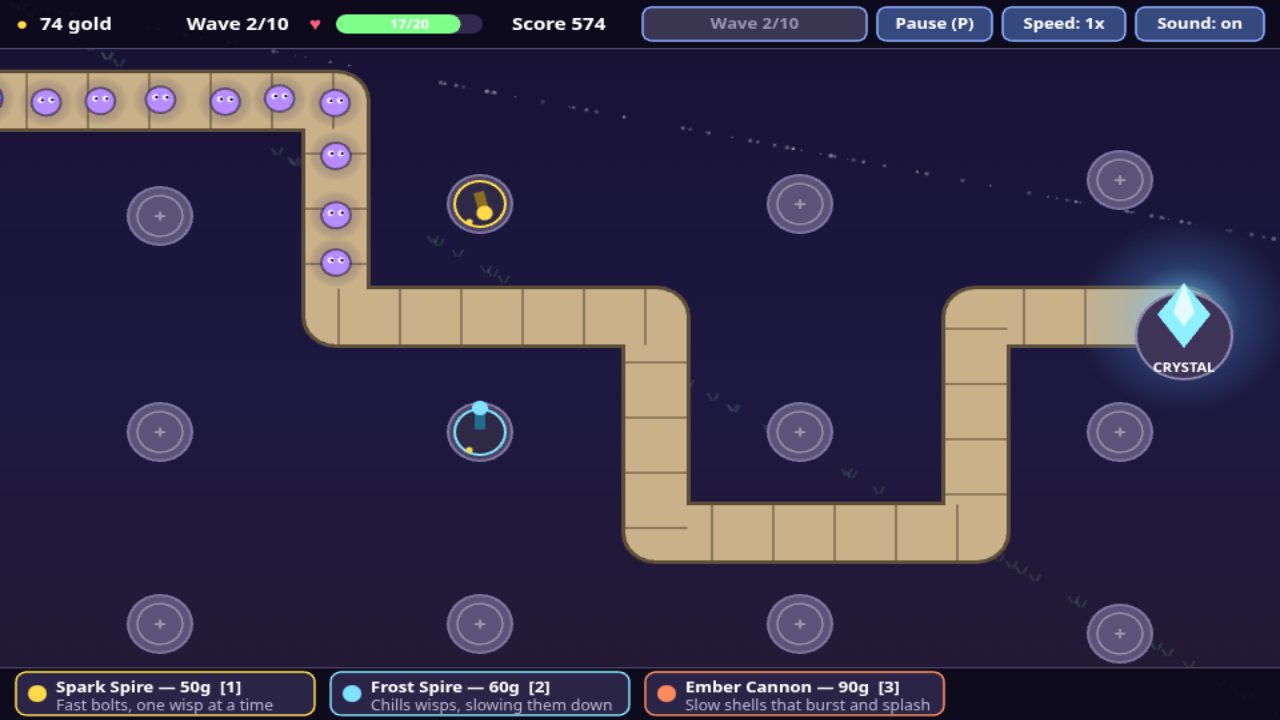 74 gold
Wave 2/10
17/20
Score 574
Wave 2/10
Pause (P)
Speed: 1x
Sound: on
CRYSTAL
Spark Spire — 50g [1]
Fast bolts, one wisp at a time
Frost Spire — 60g [2]
Chills wisps, slowing them down
Ember Cannon — 90g [3]
Slow shells that burst and splash